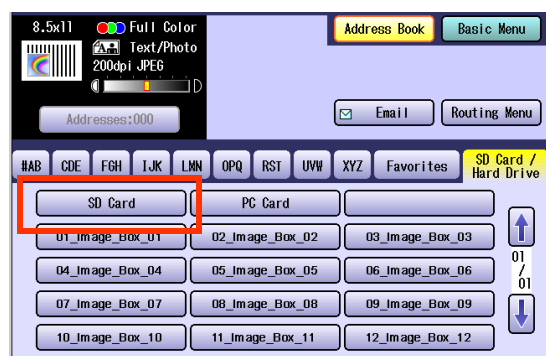 8.5x11 Full Color Address Book Basic Menu
Text/Photo
200dpi JPEG
D
Addresses:000 Email Routing Menu
#AB CDE FGH IJK LMN OPQ RST UVW XYZ Favorites SD Card / Hard Drive
SD Card PC Card
01_Image_Box_01 02_Image_Box_02 03_Image_Box_03
01
/
01
04_Image_Box_04 05_Image_Box_05 06_Image_Box_06
07_Image_Box_07 08_Image_Box_08 09_Image_Box_09
10_Image_Box_10 11_Image_Box_11 12_Image_Box_12